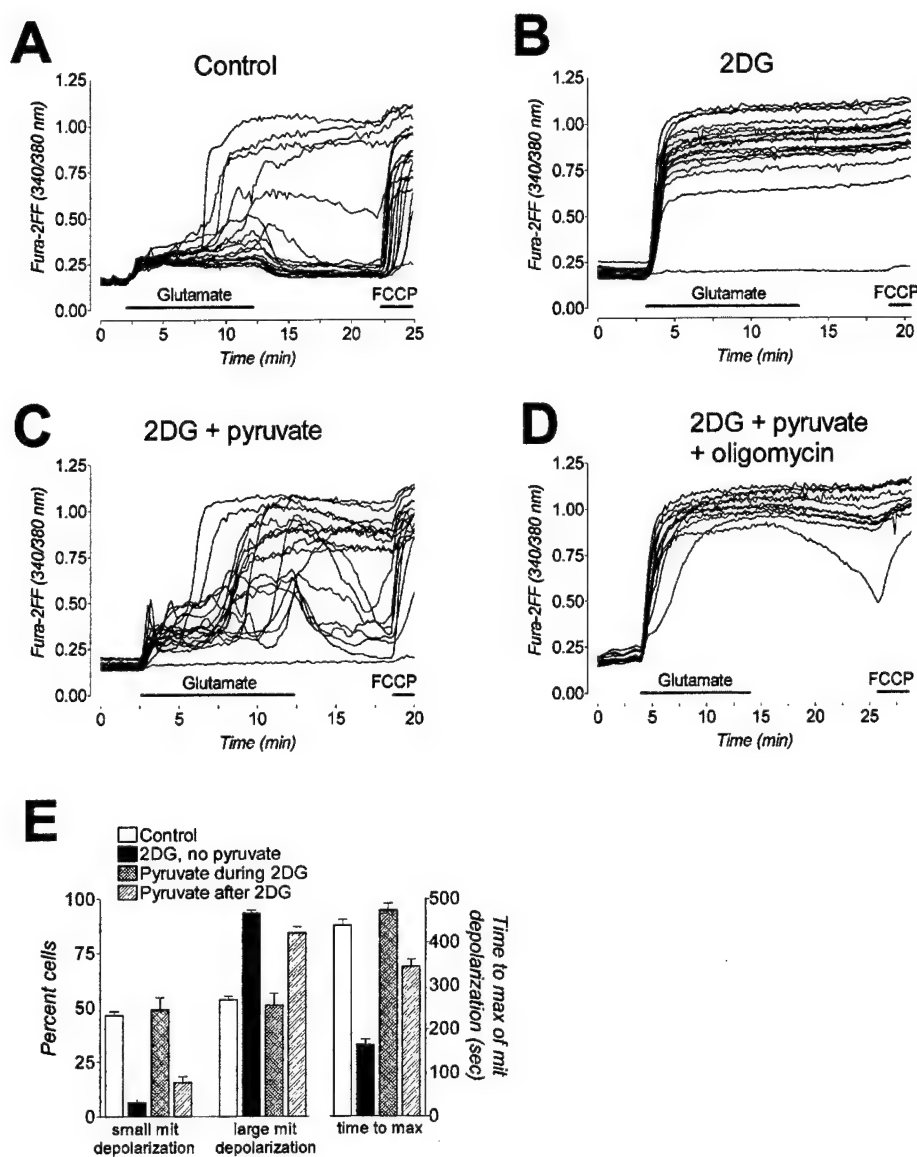 A
Control
Fura-2FF (340/380 nm)
1.25
1.00
0.75
0.50
0.25
0.00
Glutamate
FCCP
0 5 10 15 20 25
Time (min)
B
2DG
Fura-2FF (340/380 nm)
1.25
1.00
0.75
0.50
0.25
0.00
Glutamate
FCCP
0 5 10 15 20
Time (min)
C
2DG + pyruvate
Fura-2FF (340/380 nm)
1.25
1.00
0.75
0.50
0.25
0.00
Glutamate
FCCP
0 5 10 15 20
Time (min)
D
2DG + pyruvate
+ oligomycin
Fura-2FF (340/380 nm)
1.25
1.00
0.75
0.50
0.25
0.00
Glutamate
FCCP
0 5 10 15 20 25
Time (min)
E
Control
2DG, no pyruvate
Pyruvate during 2DG
Pyruvate after 2DG
Percent cells
100
75
50
25
0
small mit
depolarization
large mit
depolarization
time to max
500
400
300
200
100
0
Time to max of mit
depolarization (sec)